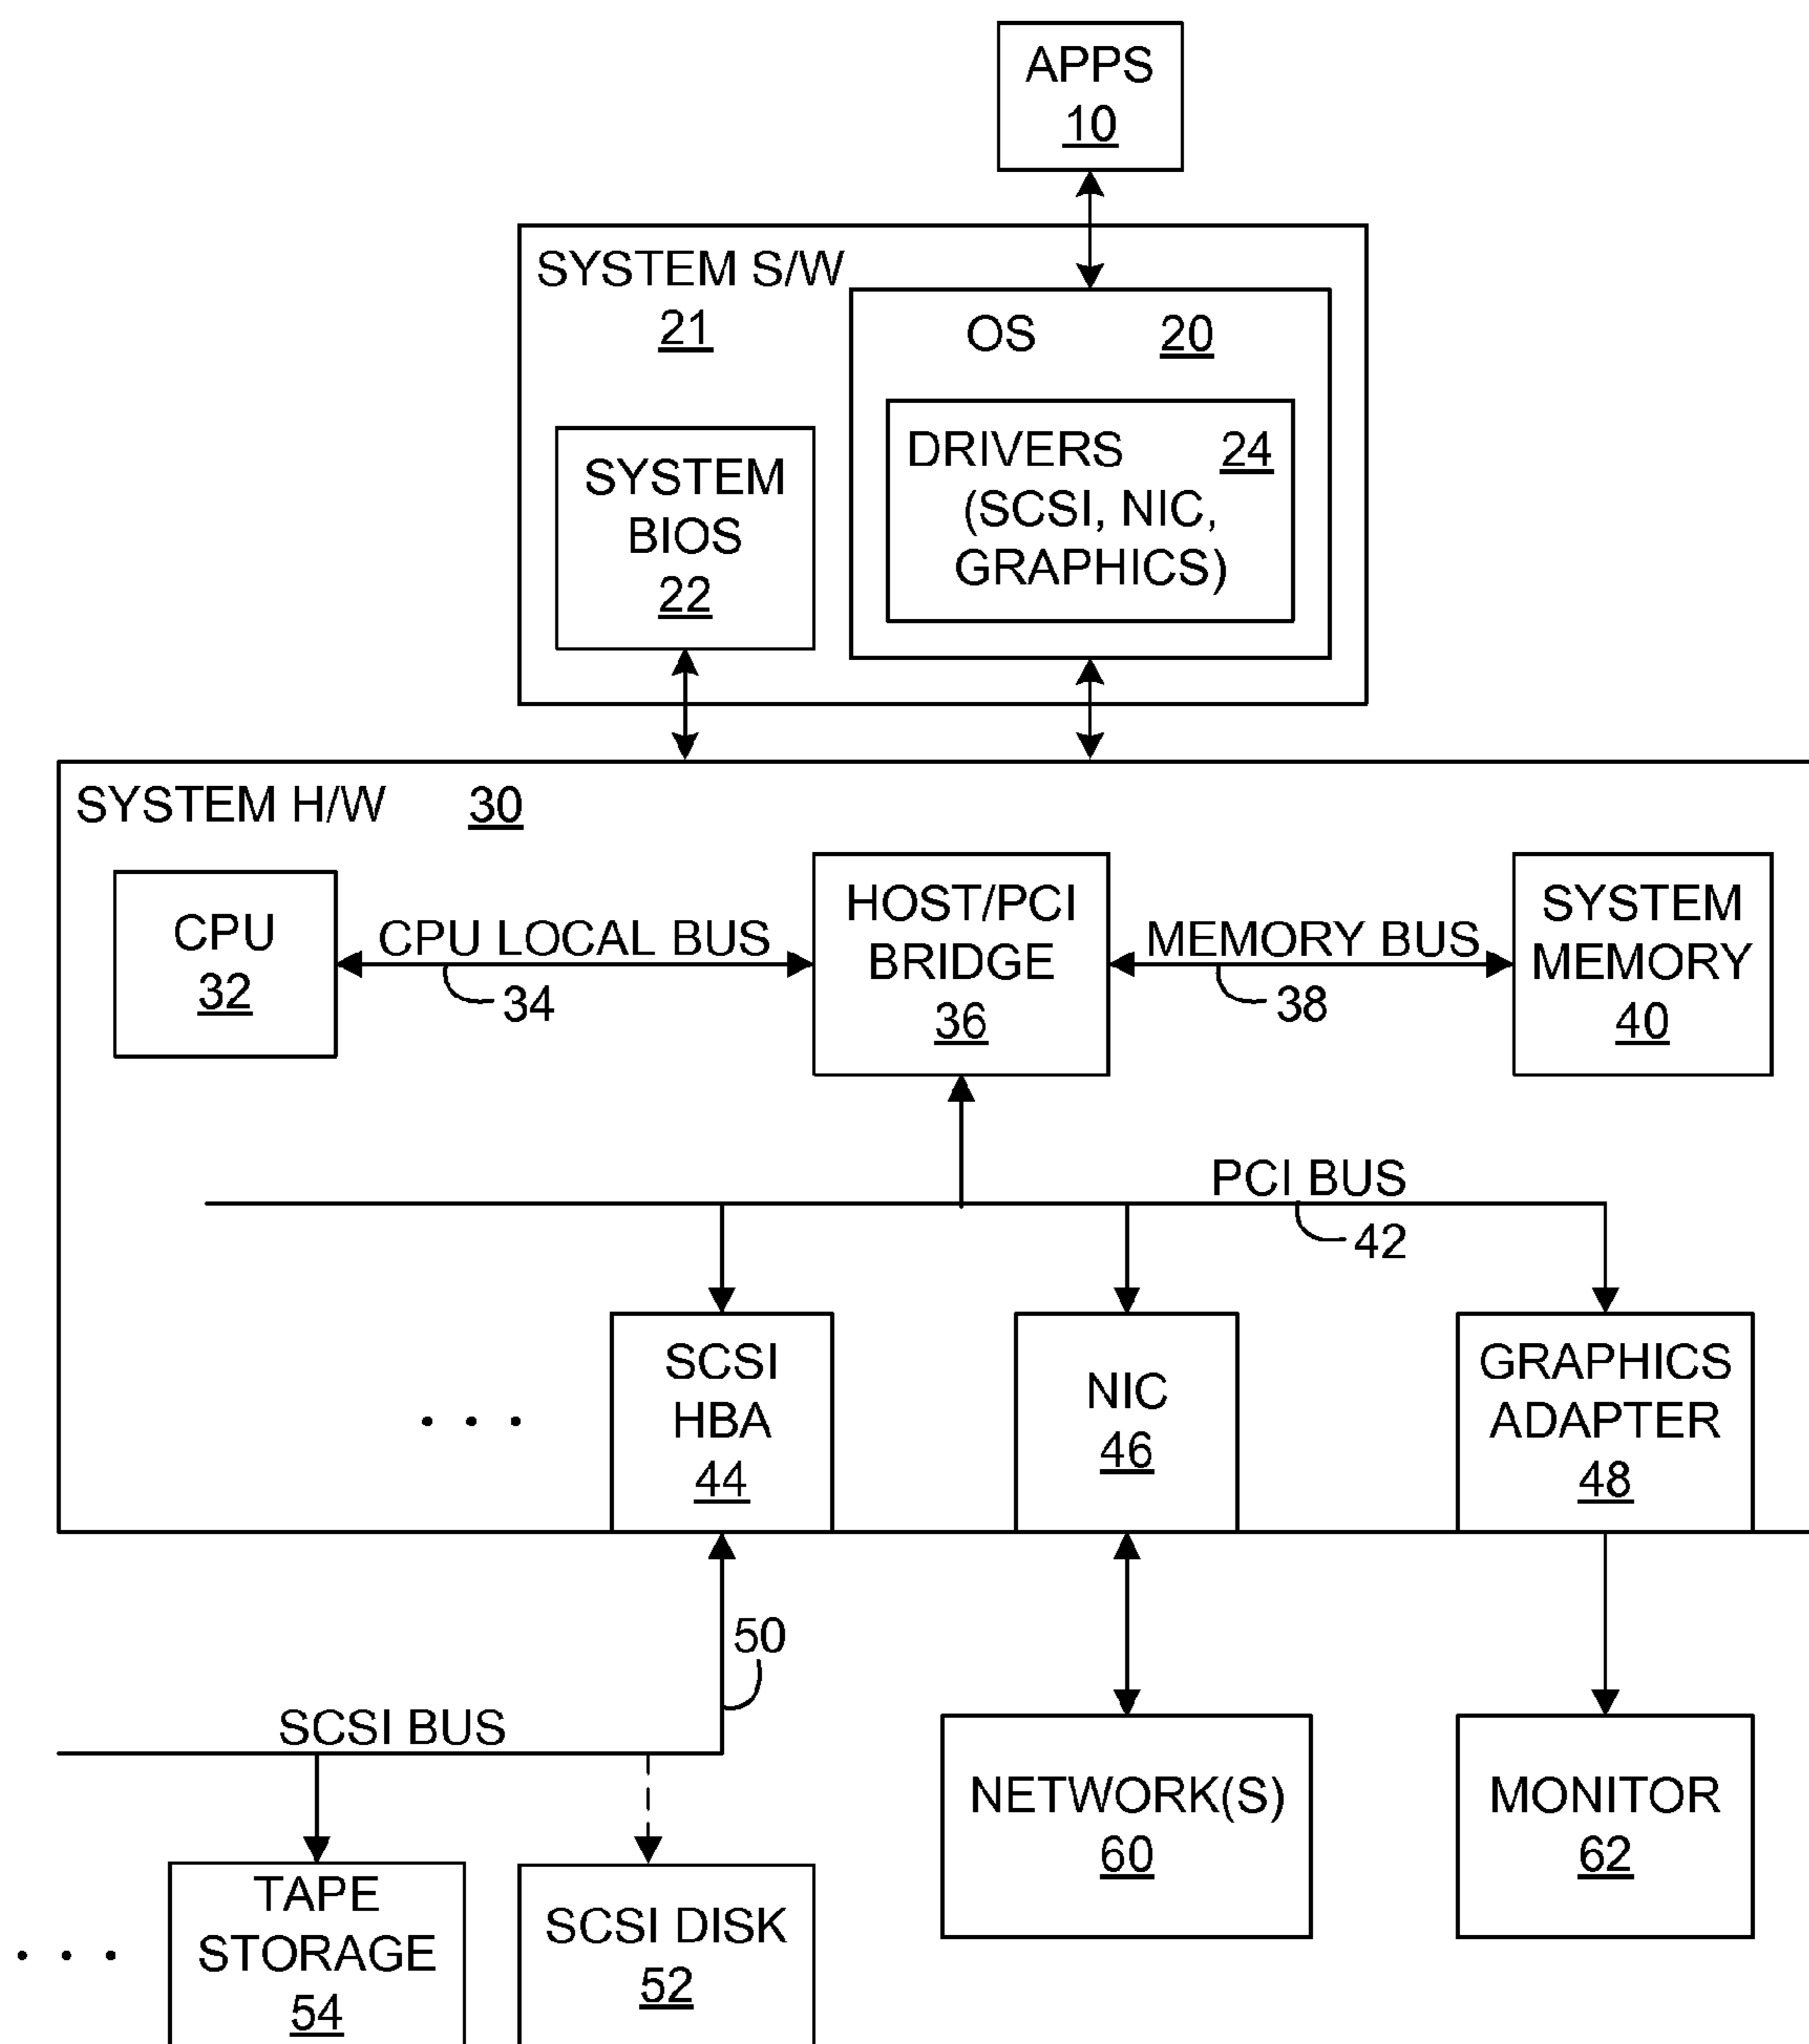 APPS
10
SYSTEM S/W
21
OS 20
DRIVERS 24
(SCSI, NIC,
GRAPHICS)
SYSTEM
BIOS
22
SYSTEM H/W 30
CPU
32
CPU LOCAL BUS
34
HOST/PCI
BRIDGE
36
MEMORY BUS
38
SYSTEM
MEMORY
40
PCI BUS
42
. . .
SCSI
HBA
44
NIC
46
GRAPHICS
ADAPTER
48
50
SCSI BUS
. . .
TAPE
STORAGE
54
SCSI DISK
52
NETWORK(S)
60
MONITOR
62